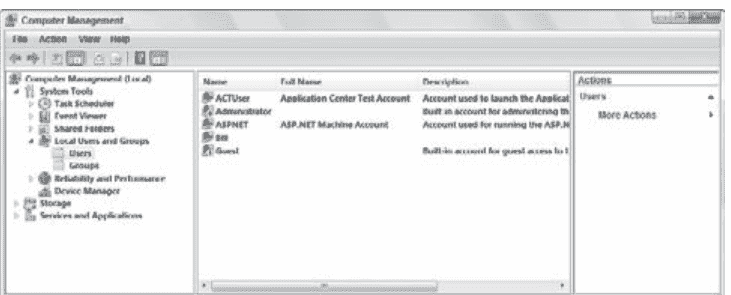 Computer Management
File Action View Help
Computer Management (Local)
System Tools
Task Scheduler
Event Viewer
Shared Folders
Local Users and Groups
Users
Groups
Reliability and Performance
Device Manager
Storage
Services and Applications
Name Full Name Description
ACTUser Application Center Test Account Account used to launch the Applicat
Administrator Built-in account for administering th
ASPNET ASP.NET Machine Account Account used for running the ASP.N
Guest Built-in account for guest access to t
Actions
Users
More Actions